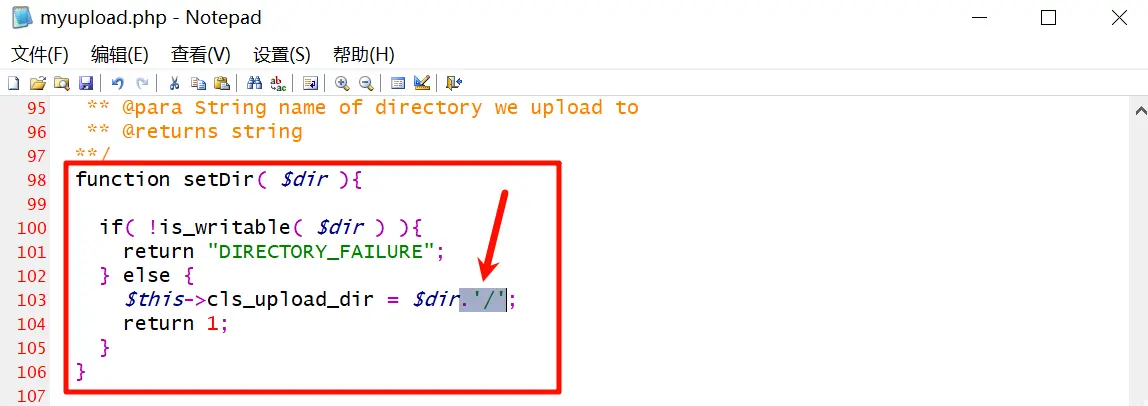 myupload.php - Notepad
文件(F) 编辑(E) 查看(V) 设置(S) 帮助(H)
95 ** @para String name of directory we upload to
96 ** @returns string
97 **/
98 function setDir( $dir ){
99
100 if( !is_writable( $dir ) ){
101 return "DIRECTORY_FAILURE";
102 } else {
103 $this->cls_upload_dir = $dir.'/';
104 return 1;
105 }
106 }
107